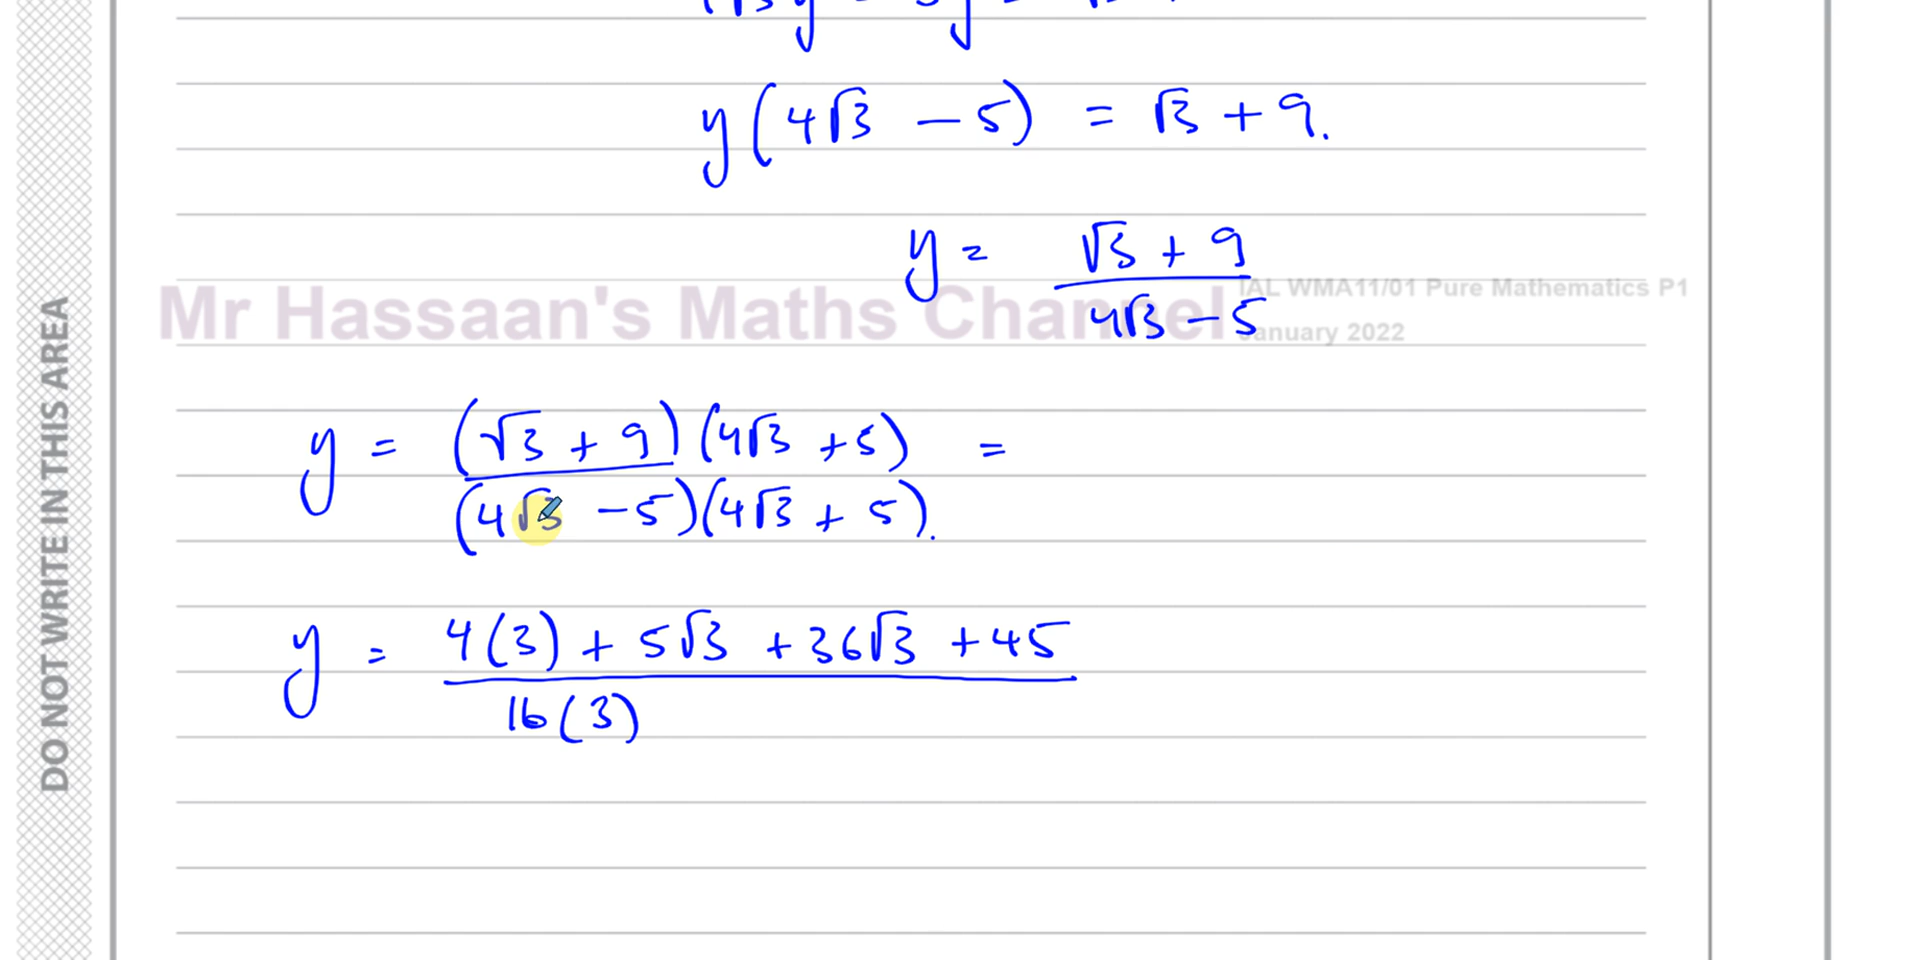 y(4√3 - 5) = √3 + 9.
y = (√3 + 9)/(4√3 - 5)
Mr Hassaan's Maths Channel
IAL WMA11/01 Pure Mathematics P1
January 2022
y = (√3 + 9)(4√3 + 5) =
(4√3 - 5)(4√3 + 5).
y = 4(3) + 5√3 + 36√3 + 45
16(3)
DO NOT WRITE IN THIS AREA